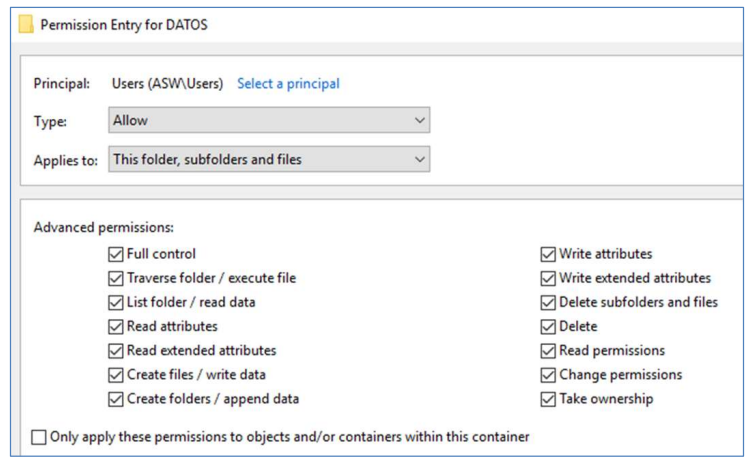 Permission Entry for DATOS
Principal: Users (ASW\Users) Select a principal
Type: Allow
Applies to: This folder, subfolders and files
Advanced permissions:
Full control
Traverse folder / execute file
List folder / read data
Read attributes
Read extended attributes
Create files / write data
Create folders / append data
Write attributes
Write extended attributes
Delete subfolders and files
Delete
Read permissions
Change permissions
Take ownership
Only apply these permissions to objects and/or containers within this container